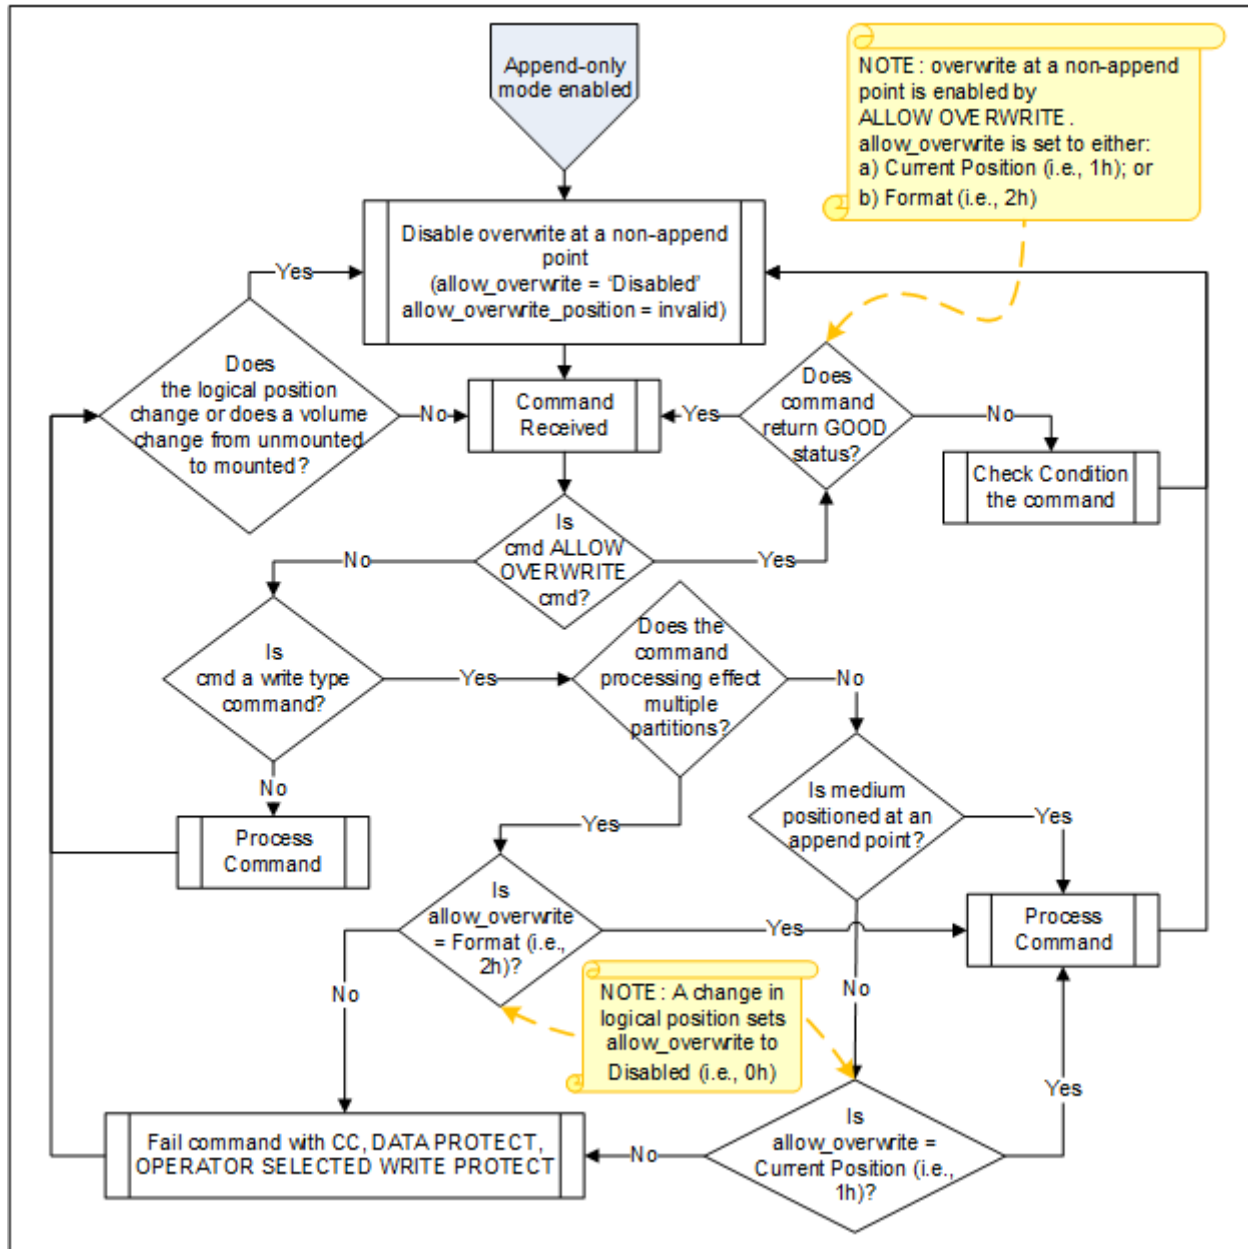 Append-only
mode enabled
NOTE : overwrite at a non-append
point is enabled by
ALLOW OVERWRITE .
allow_overwrite is set to either:
a) Current Position (i.e., 1h); or
b) Format (i.e., 2h)
Disable overwrite at a non-append
point
(allow_overwrite = ‘Disabled’
allow_overwrite_position = invalid)
Yes
Does
the logical position
change or does a volume
change from unmounted
to mounted?
No
Command
Received
Yes
Does
command
return GOOD
status?
No
Check Condition
the command
Is
cmd ALLOW
OVERWRITE
cmd?
No
Yes
Is
cmd a write type
command?
Yes
Does the
command
processing effect
multiple
partitions?
No
No
Process
Command
Yes
Is medium
positioned at an
append point?
Yes
Is
allow_overwrite
= Format (i.e.,
2h)?
Yes
Process
Command
No
No
NOTE : A change in
logical position sets
allow_overwrite to
Disabled (i.e., 0h)
Yes
Fail command with CC, DATA PROTECT,
OPERATOR SELECTED WRITE PROTECT
No
Is
allow_overwrite =
Current Position (i.e.,
1h)?